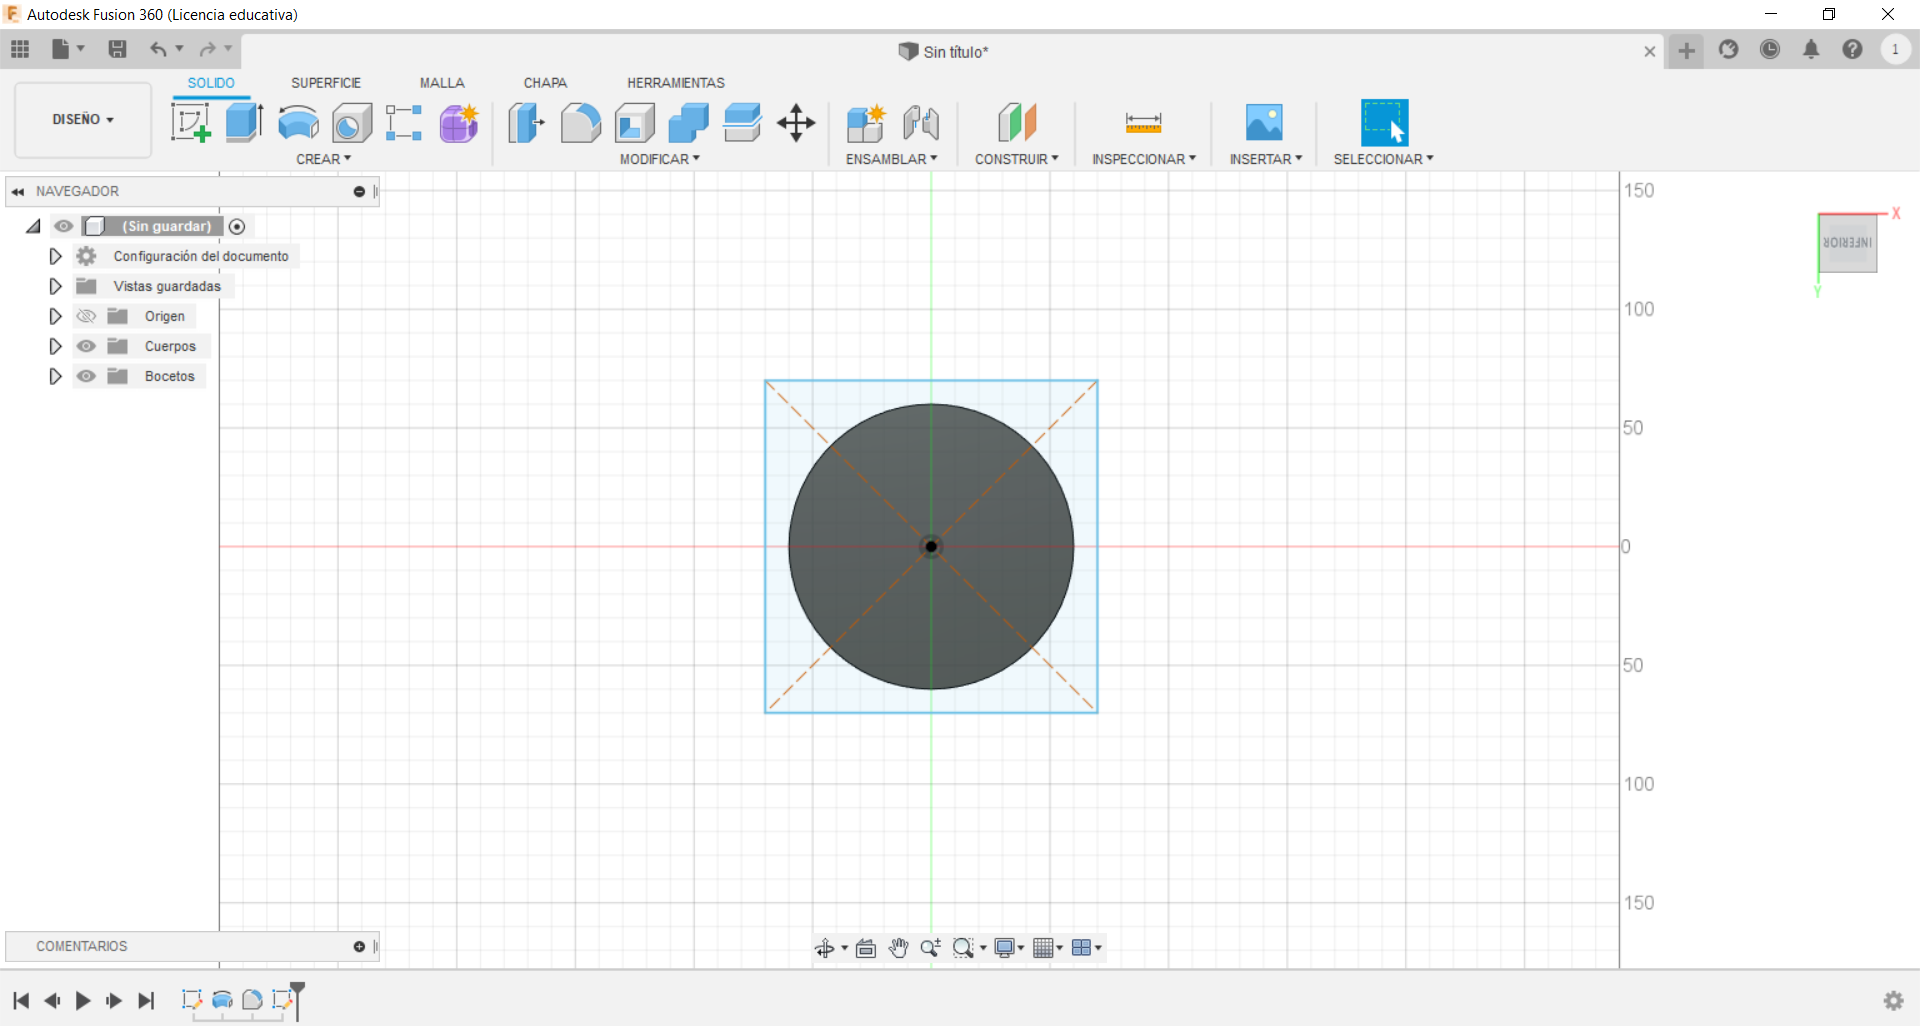 Autodesk Fusion 360 (Licencia educativa)
Sin título*
1
DISEÑO
SOLIDO SUPERFICIE MALLA CHAPA HERRAMIENTAS
CREAR MODIFICAR ENSAMBLAR CONSTRUIR INSPECCIONAR INSERTAR SELECCIONAR
NAVEGADOR
(Sin guardar)
Configuración del documento
Vistas guardadas
Origen
Cuerpos
Bocetos
150
100
50
0
50
100
150
X
INFERIOR
Y
COMENTARIOS